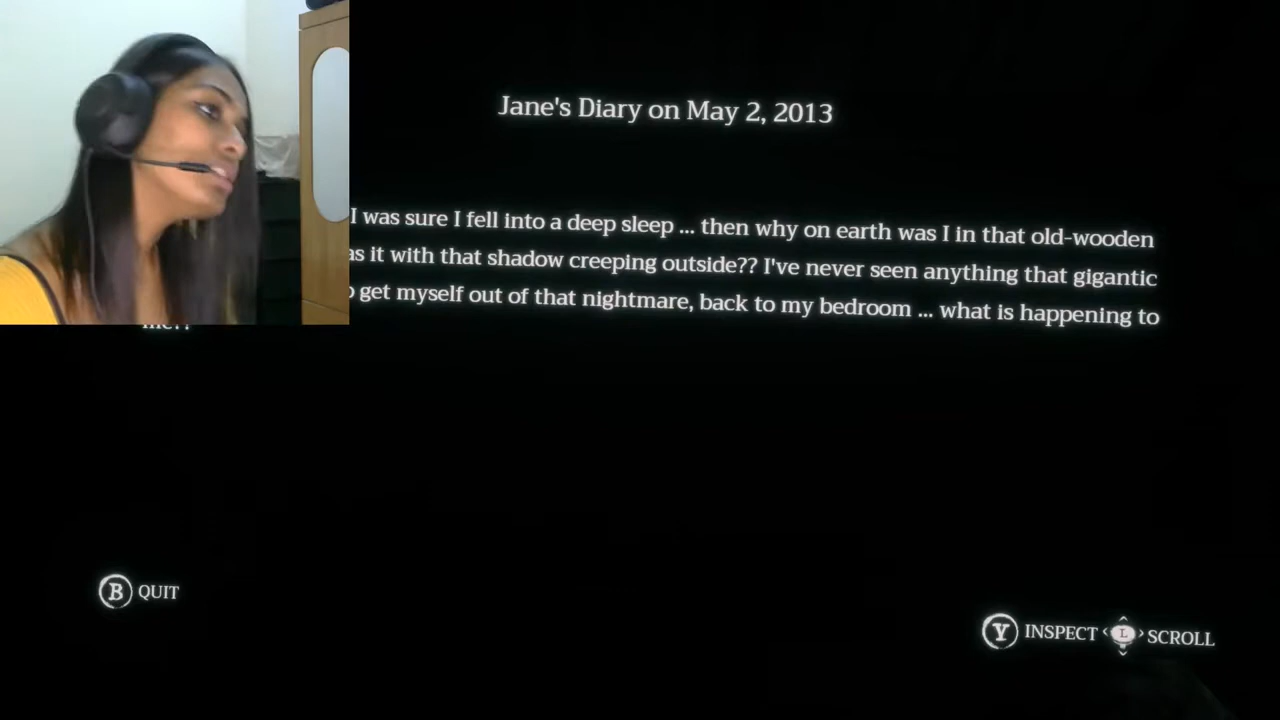 Jane's Diary on May 2, 2013
I was sure I fell into a deep sleep ... then why on earth was I in that old-wooden
as it with that shadow creeping outside?? I've never seen anything that gigantic
get myself out of that nightmare, back to my bedroom ... what is happening to
B QUIT
Y INSPECT L SCROLL